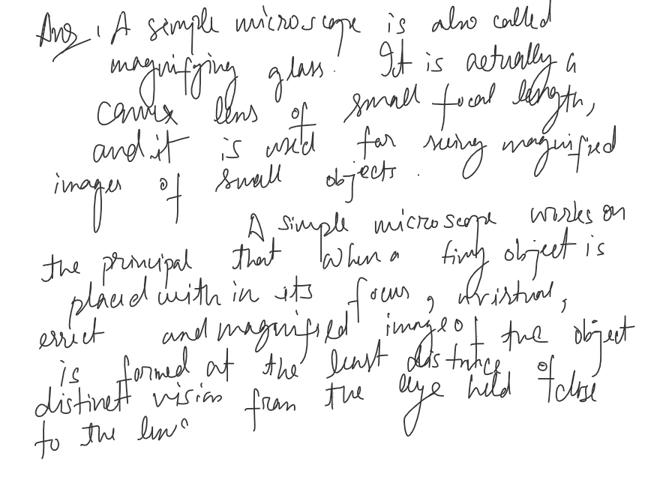 Ans: A simple microscope is also called
magnifying glass. It is actually a
convex lens of small focal length,
and it is used for seeing magnified
images of small objects.
A simple microscope works on
the principal that when a tiny object is
placed within its focus, a virtual,
errect and magnified image of the object
is formed at the least distance of
distinct vision from the eye held close
to the lens